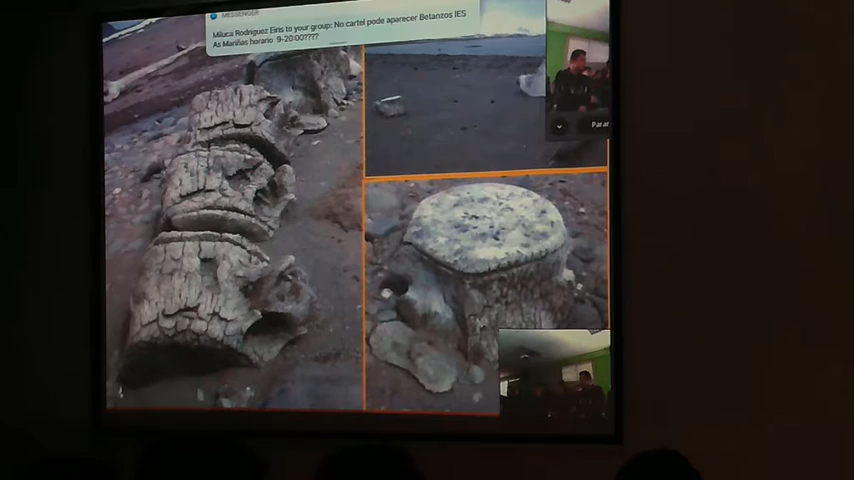 MESSENGER
Miluca Rodriguez Eiris to your group: No cartel pode aparecer Betanzos IES
As Mariñas horario 9-20:00????
Parar